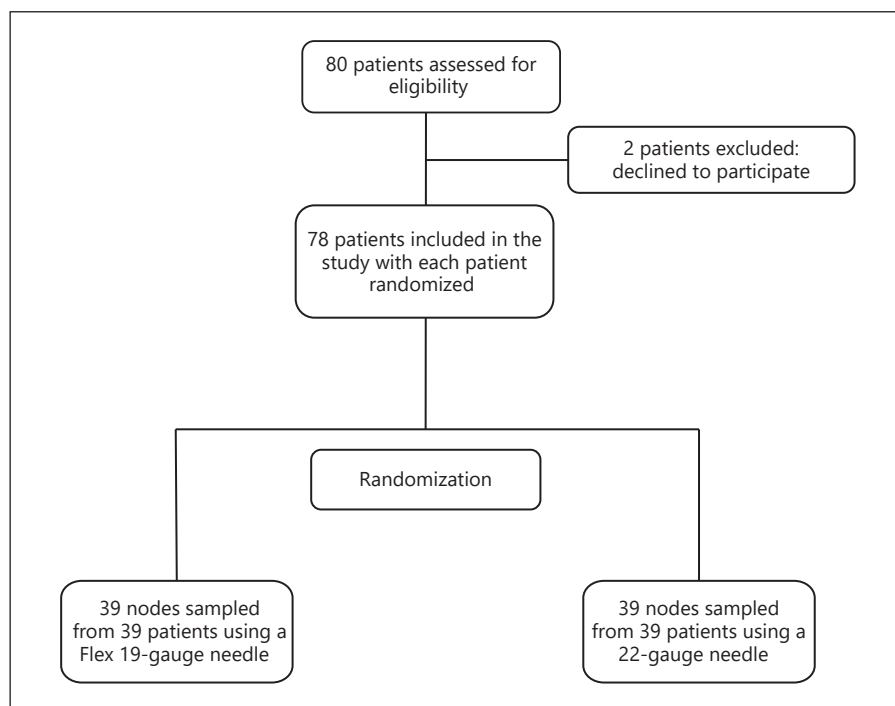 80 patients assessed for
eligibility
2 patients excluded:
declined to participate
78 patients included in the
study with each patient
randomized
Randomization
39 nodes sampled
from 39 patients using a
Flex 19-gauge needle
39 nodes sampled
from 39 patients using a
22-gauge needle